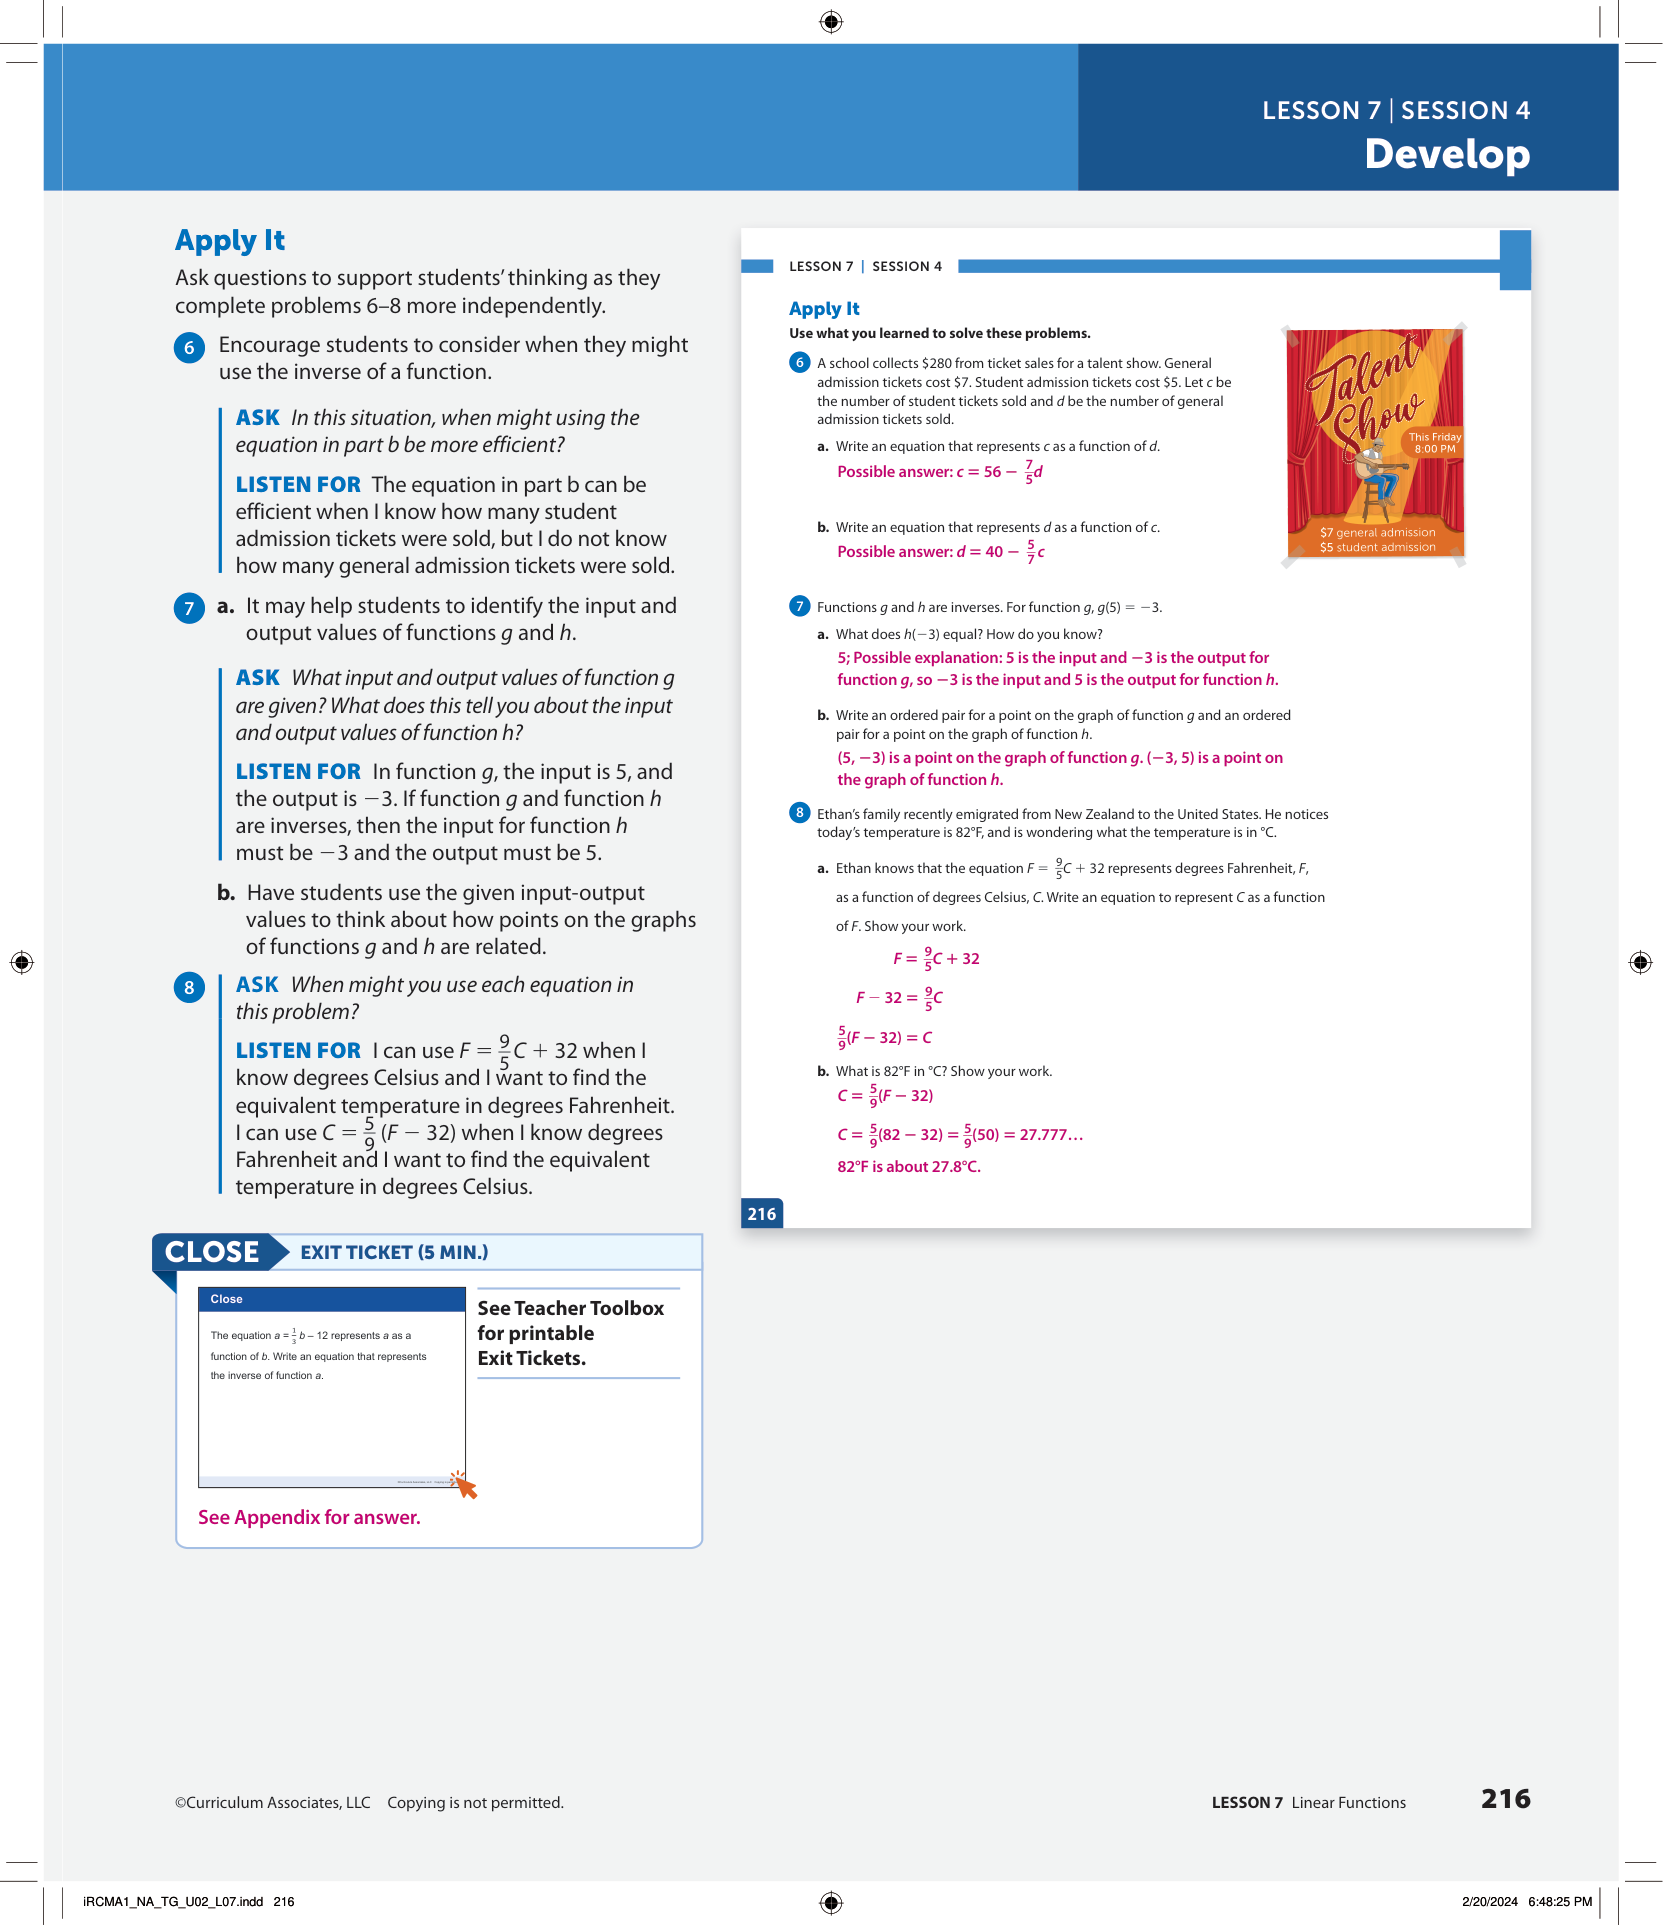 LESSON 7 | SESSION 4
Develop
Apply It
Ask questions to support students’ thinking as they
complete problems 6–8 more independently.
6 Encourage students to consider when they might
use the inverse of a function.
ASK In this situation, when might using the
equation in part b be more efficient?
LISTEN FOR The equation in part b can be
efficient when I know how many student
admission tickets were sold, but I do not know
how many general admission tickets were sold.
7 a. It may help students to identify the input and
output values of functions g and h.
ASK What input and output values of function g
are given? What does this tell you about the input
and output values of function h?
LISTEN FOR In function g, the input is 5, and
the output is −3. If function g and function h
are inverses, then the input for function h
must be −3 and the output must be 5.
b. Have students use the given input-output
values to think about how points on the graphs
of functions g and h are related.
8 ASK When might you use each equation in
this problem?
LISTEN FOR I can use F = 9/5 C + 32 when I
know degrees Celsius and I want to find the
equivalent temperature in degrees Fahrenheit.
I can use C = 5/9 (F − 32) when I know degrees
Fahrenheit and I want to find the equivalent
temperature in degrees Celsius.
CLOSE EXIT TICKET (5 MIN.)
Close
The equation a = 1/3 b – 12 represents a as a
function of b. Write an equation that represents
the inverse of function a.
See Teacher Toolbox
for printable
Exit Tickets.
See Appendix for answer.
LESSON 7 | SESSION 4
Apply It
Use what you learned to solve these problems.
6 A school collects $280 from ticket sales for a talent show. General
admission tickets cost $7. Student admission tickets cost $5. Let c be
the number of student tickets sold and d be the number of general
admission tickets sold.
a. Write an equation that represents c as a function of d.
Possible answer: c = 56 − 7/5 d
b. Write an equation that represents d as a function of c.
Possible answer: d = 40 − 5/7 c
Talent
Show
This Friday
8:00 PM
$7 general admission
$5 student admission
7 Functions g and h are inverses. For function g, g(5) = −3.
a. What does h(−3) equal? How do you know?
5; Possible explanation: 5 is the input and −3 is the output for
function g, so −3 is the input and 5 is the output for function h.
b. Write an ordered pair for a point on the graph of function g and an ordered
pair for a point on the graph of function h.
(5, −3) is a point on the graph of function g. (−3, 5) is a point on
the graph of function h.
8 Ethan’s family recently emigrated from New Zealand to the United States. He notices
today’s temperature is 82°F, and is wondering what the temperature is in °C.
a. Ethan knows that the equation F = 9/5 C + 32 represents degrees Fahrenheit, F,
as a function of degrees Celsius, C. Write an equation to represent C as a function
of F. Show your work.
F = 9/5 C + 32
F − 32 = 9/5 C
5/9 (F − 32) = C
b. What is 82°F in °C? Show your work.
C = 5/9 (F − 32)
C = 5/9 (82 − 32) = 5/9 (50) = 27.777…
82°F is about 27.8°C.
216
©Curriculum Associates, LLC Copying is not permitted.
LESSON 7 Linear Functions 216
iRCMA1_NA_TG_U02_L07.indd 216
2/20/2024 6:48:25 PM